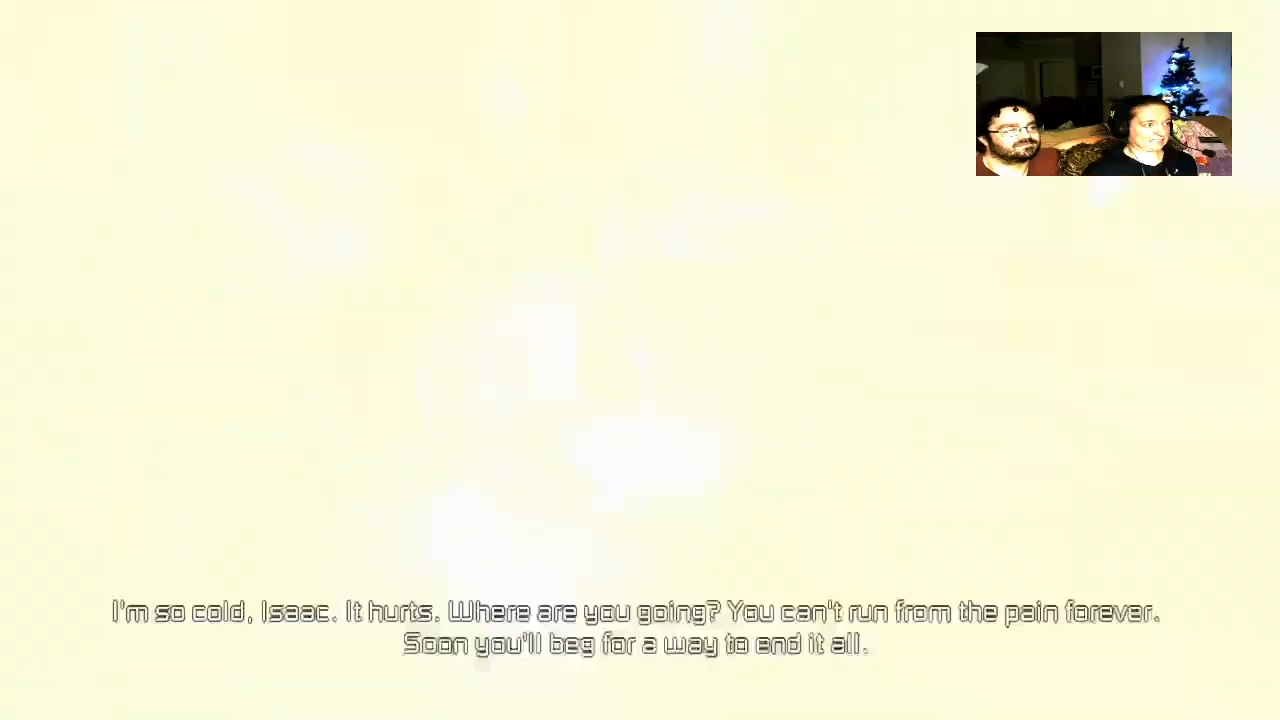 I'm so cold, Isaac. It hurts. Where are you going? You can't run from the pain forever.
Soon you'll beg for a way to end it all.